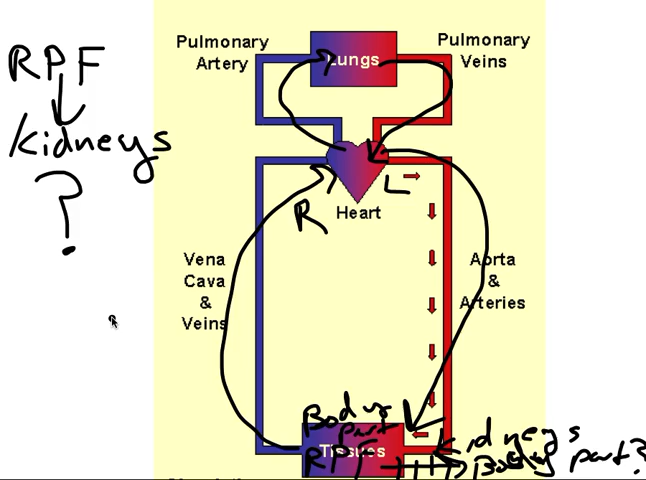 Pulmonary
Artery
Lungs
Pulmonary
Veins
RPF
kidneys
?
R
L
Heart
Vena
Cava
&
Veins
Aorta
&
Arteries
Body
part
Tissues
RPF
kidneys
Body part?